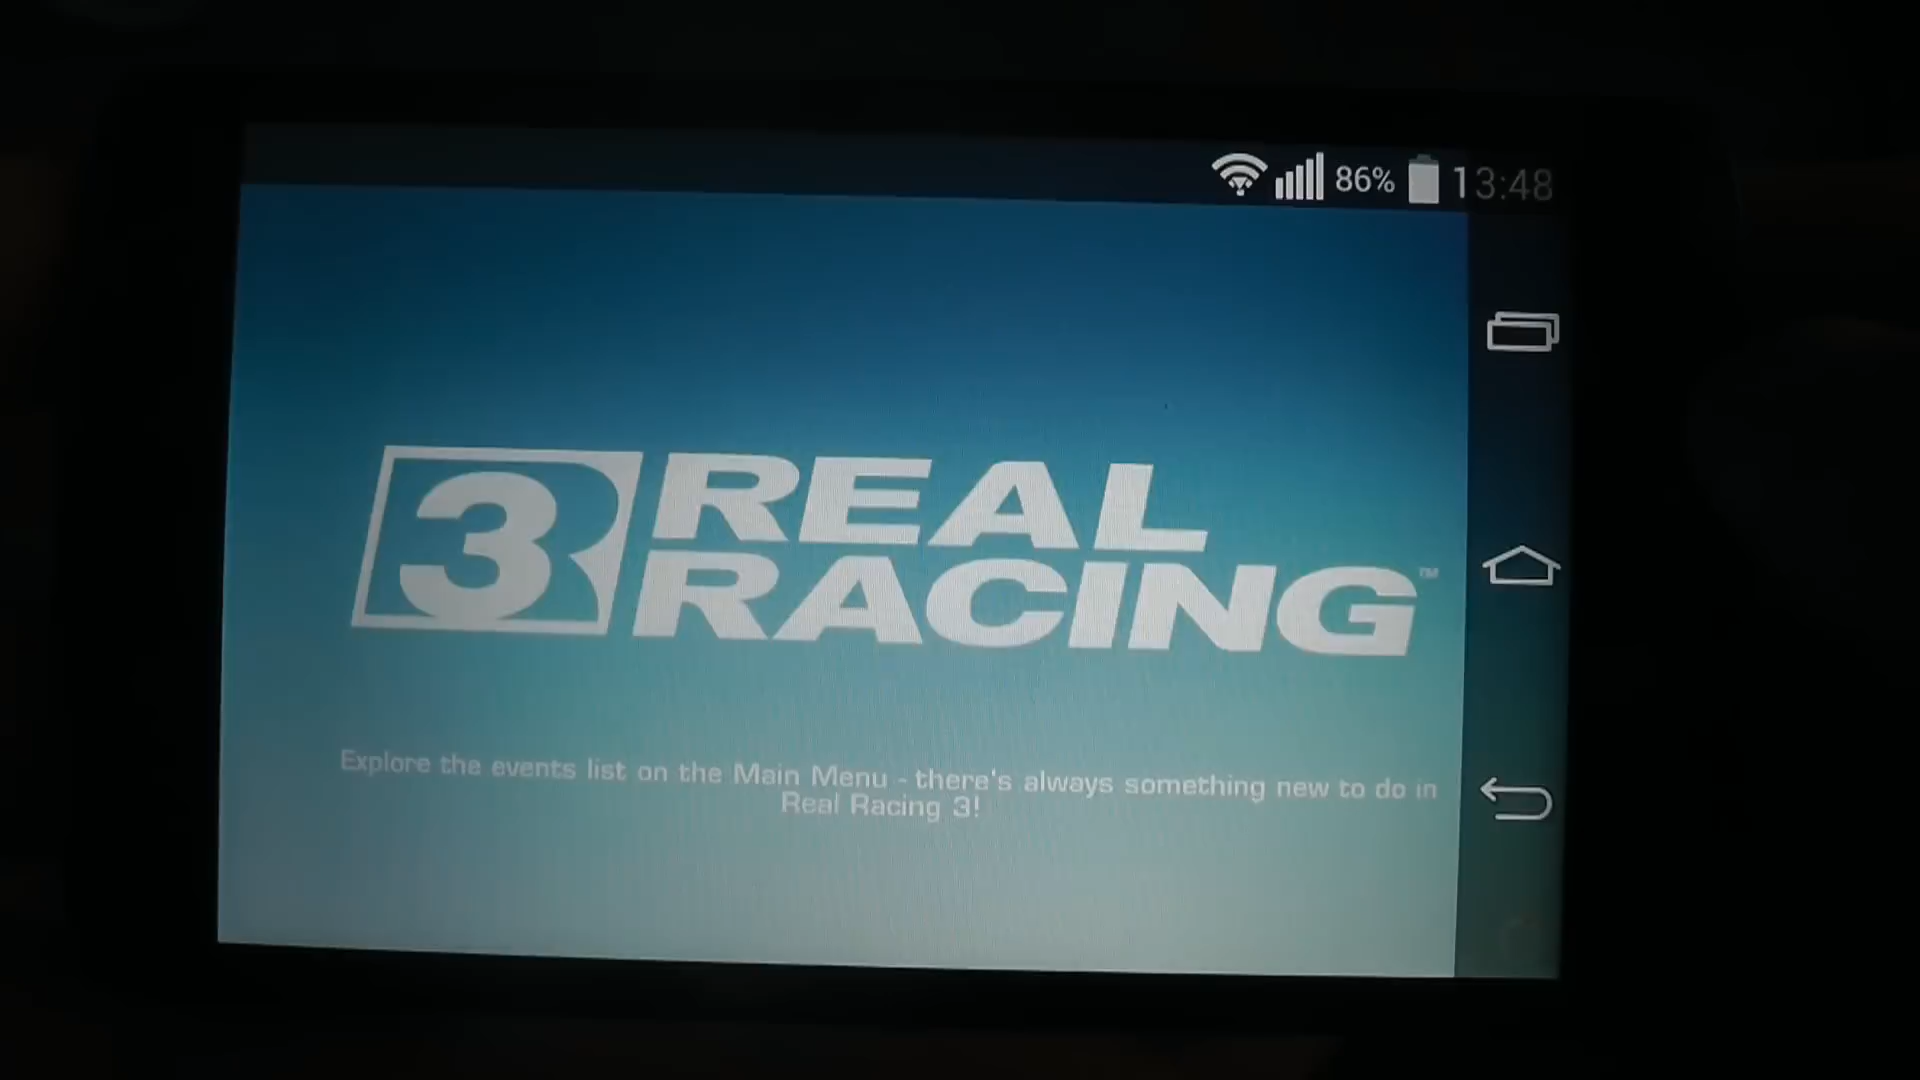 86% 13:48
3 REAL
RACING™
Explore the events list on the Main Menu - there's always something new to do in
Real Racing 3!